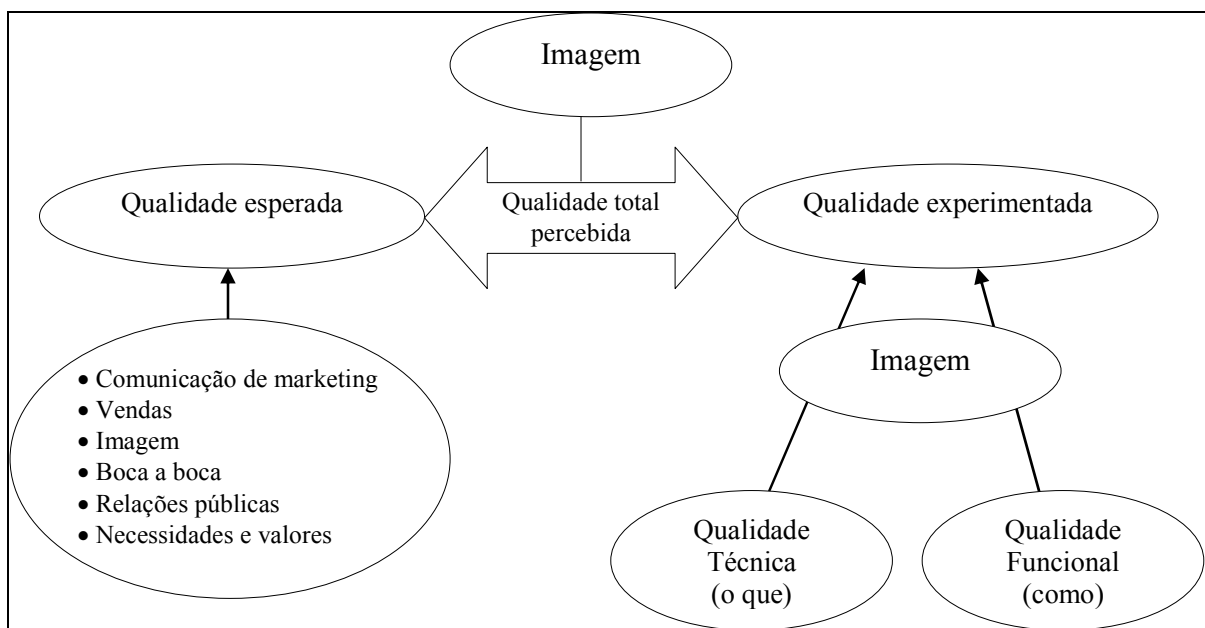 Imagem
Qualidade esperada
Qualidade total
percebida
Qualidade experimentada
• Comunicação de marketing
• Vendas
• Imagem
• Boca a boca
• Relações públicas
• Necessidades e valores
Imagem
Qualidade
Técnica
(o que)
Qualidade
Funcional
(como)